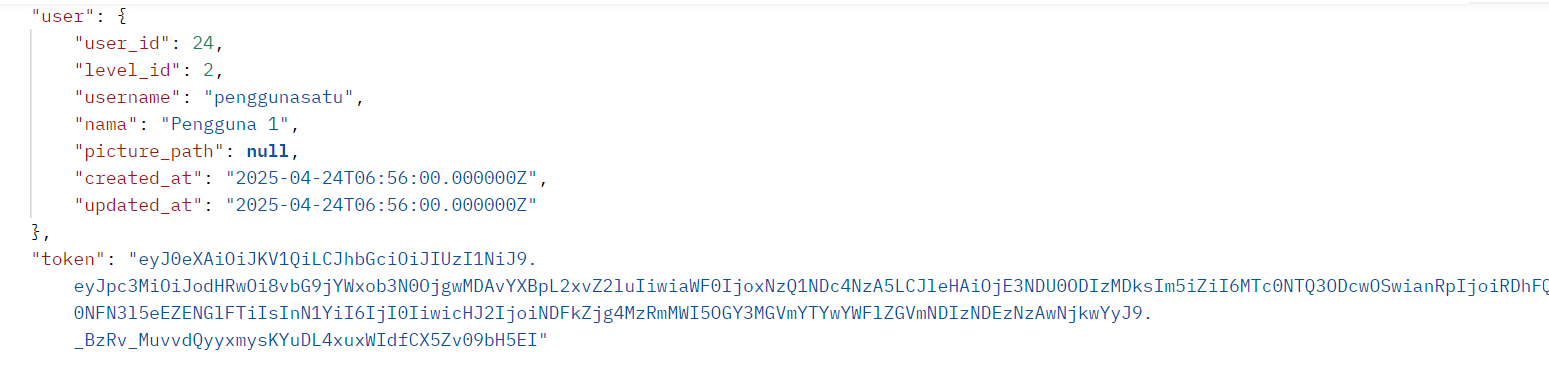 "user": {
"user_id": 24,
"level_id": 2,
"username": "penggunasatu",
"nama": "Pengguna 1",
"picture_path": null,
"created_at": "2025-04-24T06:56:00.000000Z",
"updated_at": "2025-04-24T06:56:00.000000Z"
},
"token": "eyJ0eXAiOiJKV1QiLCJhbGciOiJIUzI1NiJ9.
eyJpc3MiOiJodHRwOi8vbG9jYWxob3N0OjgwMDAvYXBpL2xvZ2luIiwiaWF0IjoxNzQ1NDc4NzA5LCJleHAiOjE3NDU0ODIzMDksIm5iZiI6MTc0NTQ3ODcwOSwianRpIjoiRDhFQ
0NFN3l5eEZENGlFTiIsInN1YiI6IjI0IiwicHJ2IjoiNDFkZjg4MzRmMWI5OGY3MGVmYTYwYWFlZGVmNDIzNDEzNzAwNjkwYyJ9.
_BzRv_MuvvdQyyxmysKYuDL4xuxWIdfCX5Zv09bH5EI"